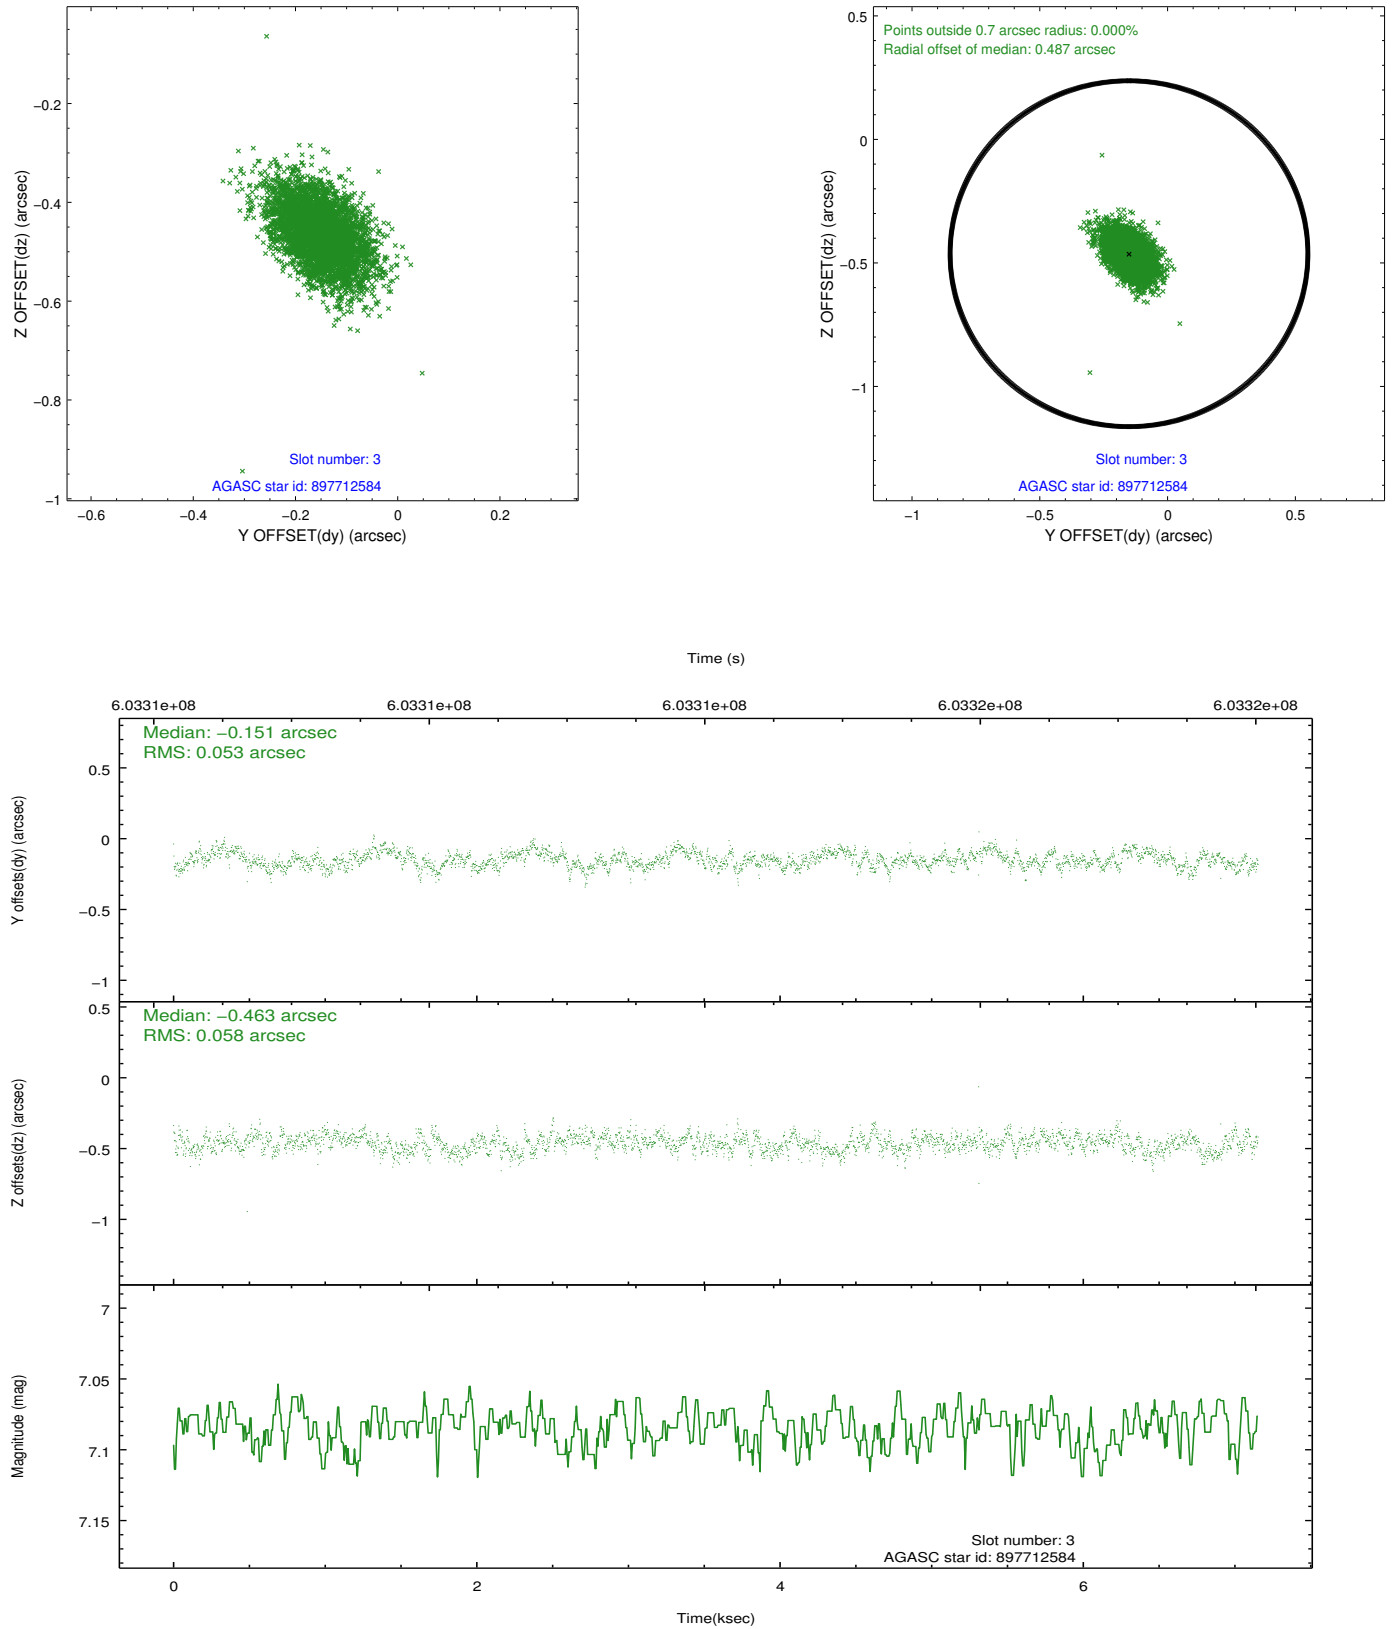 −0.2
−0.4
−0.6
−0.8
−1
Z OFFSET(dz) (arcsec)
Slot number: 3
AGASC star id: 897712584
−0.6
−0.4
−0.2
0
0.2
Y OFFSET(dy) (arcsec)
0.5
0
−0.5
−1
Z OFFSET(dz) (arcsec)
Points outside 0.7 arcsec radius: 0.000%
Radial offset of median: 0.487 arcsec
Slot number: 3
AGASC star id: 897712584
−1
−0.5
0
0.5
Y OFFSET(dy) (arcsec)
Time (s)
6.0331e+08
6.0331e+08
6.0331e+08
6.0332e+08
6.0332e+08
Median: −0.151 arcsec
RMS: 0.053 arcsec
0.5
0
−0.5
−1
Y offsets(dy) (arcsec)
Median: −0.463 arcsec
RMS: 0.058 arcsec
0.5
0
−0.5
−1
Z offsets(dz) (arcsec)
7
7.05
7.1
7.15
Magnitude (mag)
Slot number: 3
AGASC star id: 897712584
0
2
4
6
Time(ksec)